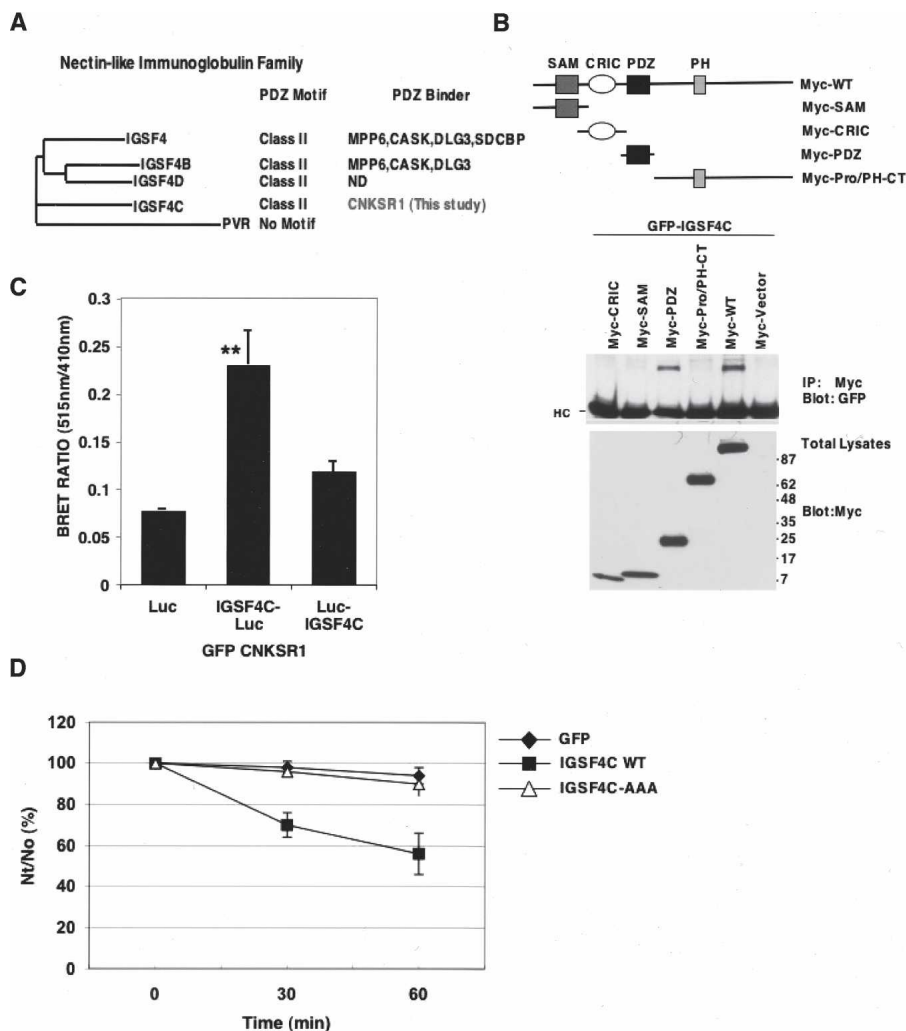 A
Nectin-like Immunoglobulin Family
PDZ Motif PDZ Binder
IGSF4 Class II MPP6,CASK,DLG3,SDCBP
IGSF4B Class II MPP6,CASK,DLG3
IGSF4D Class II ND
IGSF4C Class II CNKSR1 (This study)
PVR No Motif
B
SAM CRIC PDZ PH
Myc-WT
Myc-SAM
Myc-CRIC
Myc-PDZ
Myc-Pro/PH-CT
GFP-IGSF4C
Myc-CRIC
Myc-SAM
Myc-PDZ
Myc-Pro/PH-CT
Myc-WT
Myc-Vector
IP: Myc
Blot: GFP
HC
Total Lysates
87
62
48
35
Blot:Myc
25
17
7
C
BRET RATIO (515nm/410nm)
0.3
0.25
0.2
0.15
0.1
0.05
0
**
Luc IGSF4C-Luc Luc-IGSF4C
GFP CNKSR1
D
Nt/No (%)
120
100
80
60
40
20
0
0 30 60
Time (min)
GFP
IGSF4C WT
IGSF4C-AAA